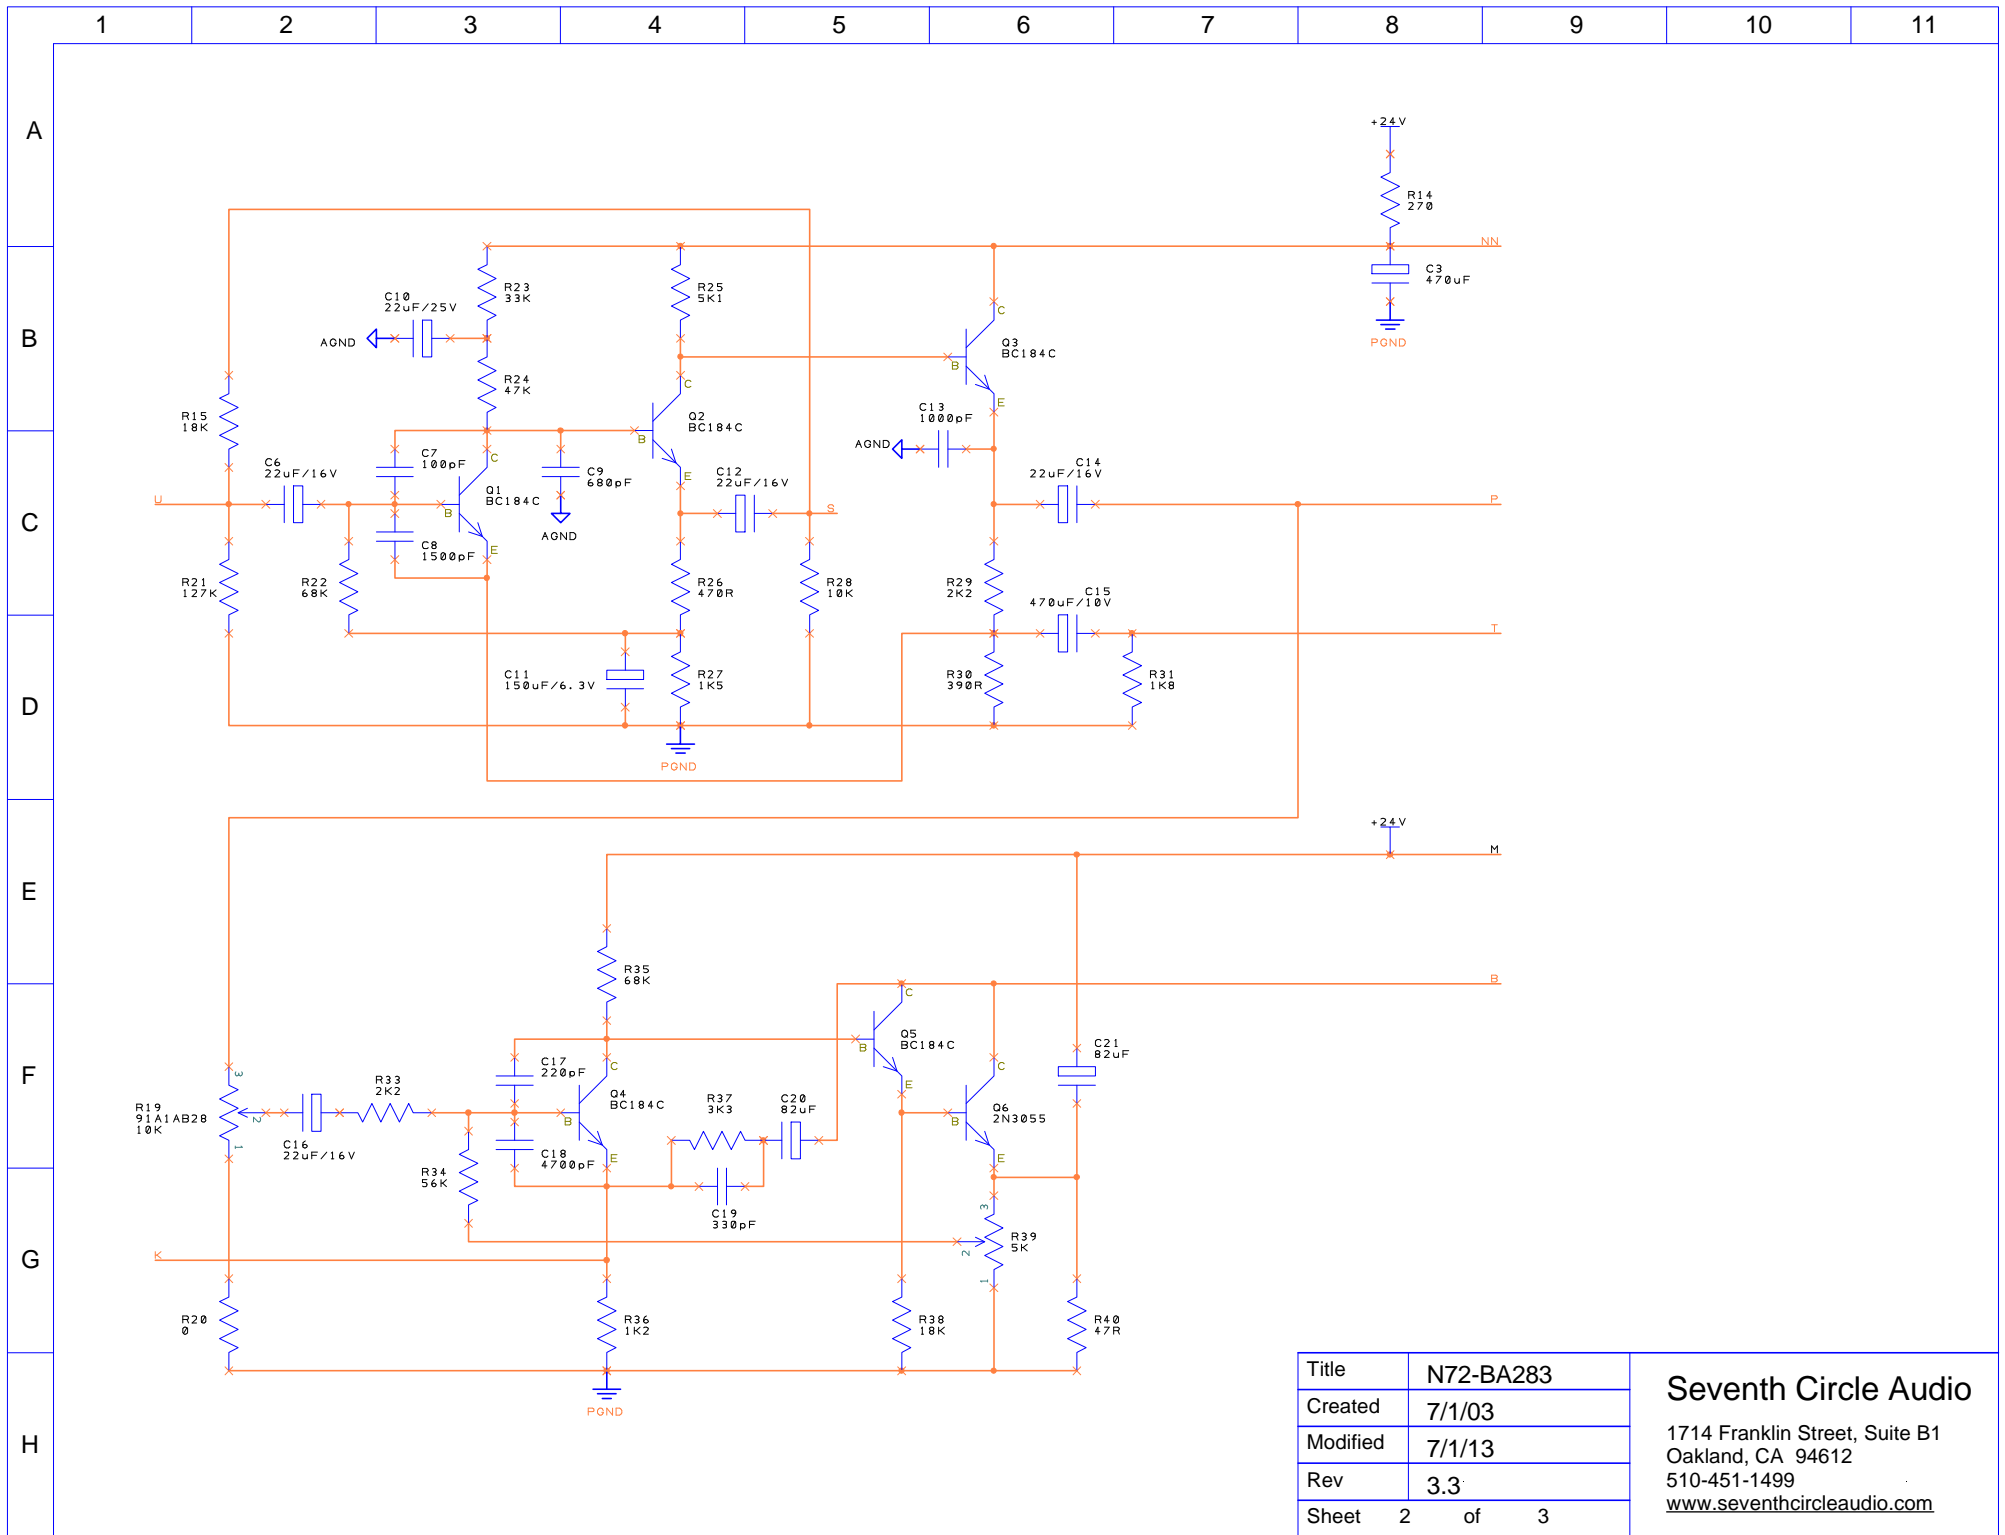 1 2 3 4 5 6 7 8 9 10 11
A
+24V
R14
270
NN
C3
470uF
PGND
B
R23
33K
R25
5K1
C10
22uF/25V
AGND
R24
47K
C
B
Q3
BC184C
E
R15
18K
C
B
Q2
BC184C
E
C13
1000pF
AGND
C
C7
100pF
C6
22uF/16V
U
C
B
Q1
BC184C
E
C9
680pF
AGND
C12
22uF/16V
S
C14
22uF/16V
P
C8
1500pF
R21
127K
R22
68K
R26
470R
R28
10K
R29
2K2
C15
470uF/10V
T
D
C11
150uF/6.3V
R27
1K5
R30
390R
R31
1K8
PGND
E
+24V
M
R35
68K
B
F
C
B
Q5
BC184C
E
C21
82uF
C17
220pF
C
B
Q4
BC184C
E
R37
3K3
C20
82uF
C
B
Q6
2N3055
E
R19
91A1AB28
10K
3
2
1
R33
2K2
C16
22uF/16V
C18
4700pF
R34
56K
G
C19
330pF
3
2
1
R39
5K
K
R20
0
R36
1K2
R38
18K
R40
47R
PGND
H
Title N72-BA283
Created 7/1/03
Modified 7/1/13
Rev 3.3
Sheet 2 of 3
Seventh Circle Audio
1714 Franklin Street, Suite B1
Oakland, CA 94612
510-451-1499
www.seventhcircleaudio.com